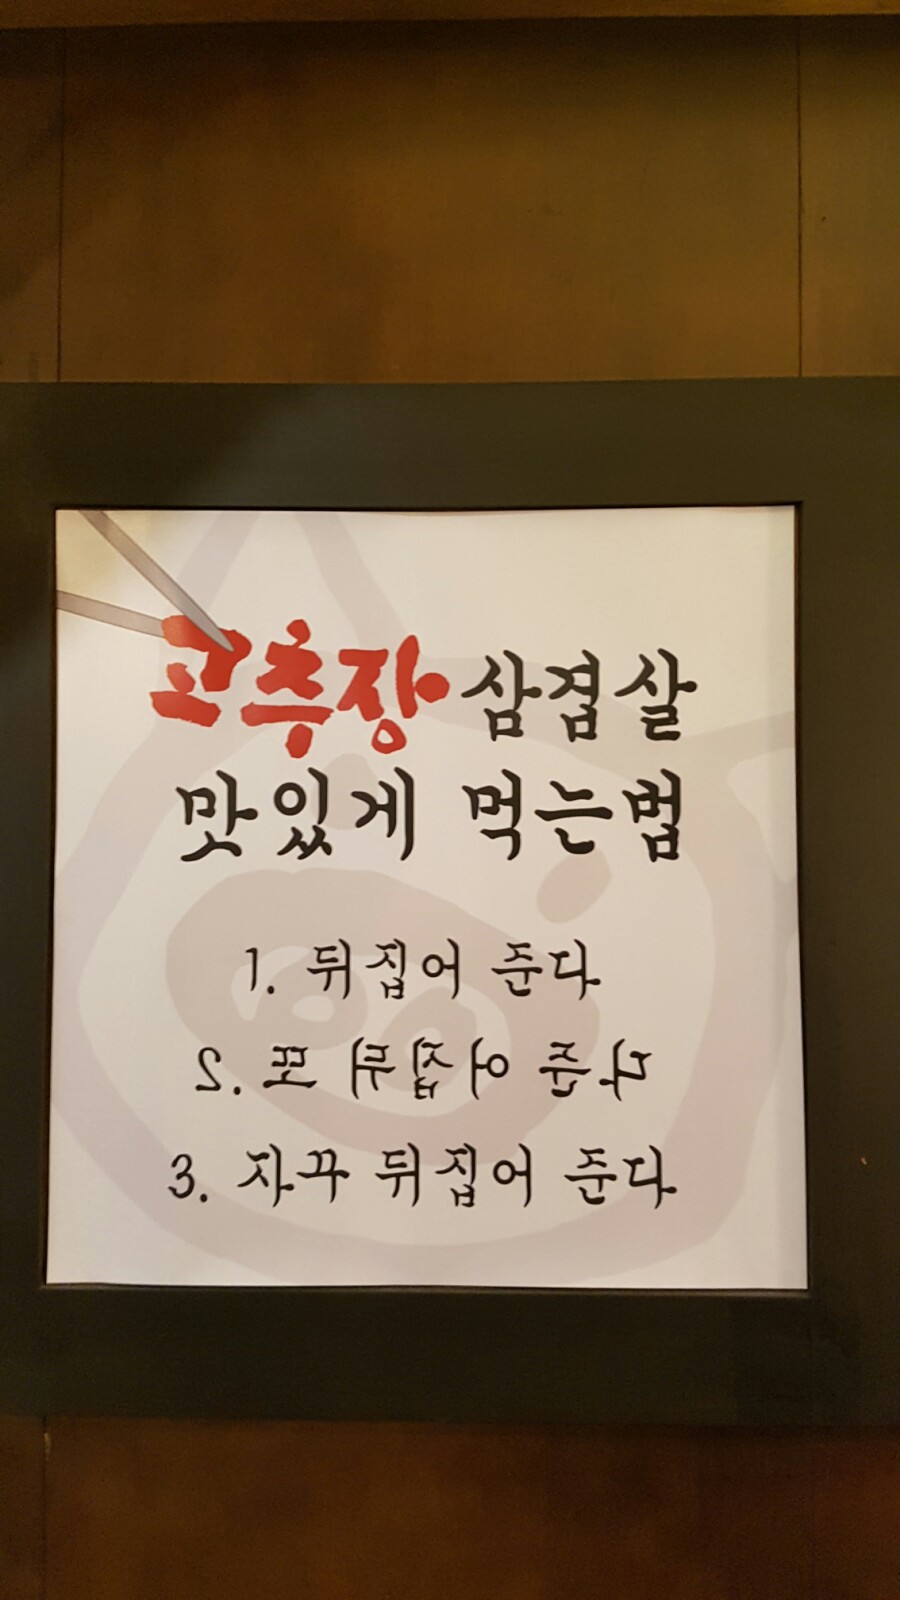 고추장 삼겹살
맛있게 먹는법
1. 뒤집어 준다
2. 또 뒤집어 준다
3. 자꾸 뒤집어 준다